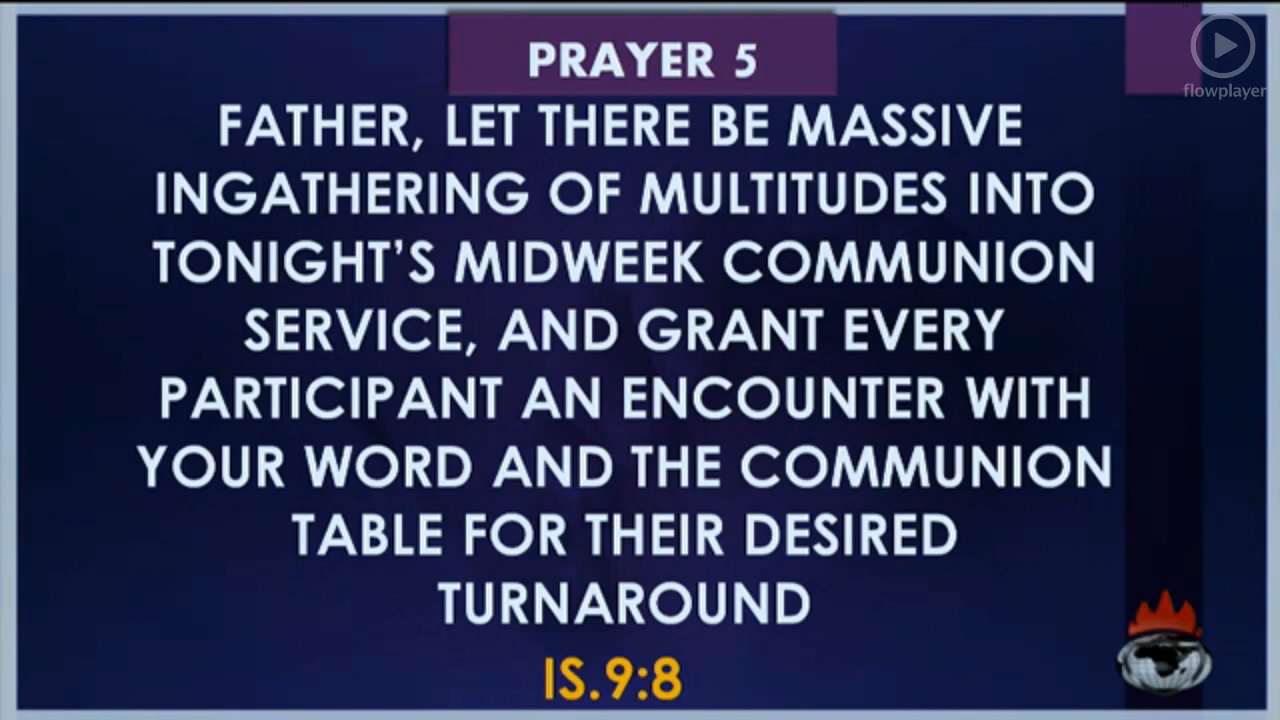 PRAYER 5
flowplayer
FATHER, LET THERE BE MASSIVE
INGATHERING OF MULTITUDES INTO
TONIGHT'S MIDWEEK COMMUNION
SERVICE, AND GRANT EVERY
PARTICIPANT AN ENCOUNTER WITH
YOUR WORD AND THE COMMUNION
TABLE FOR THEIR DESIRED
TURNAROUND
IS.9:8